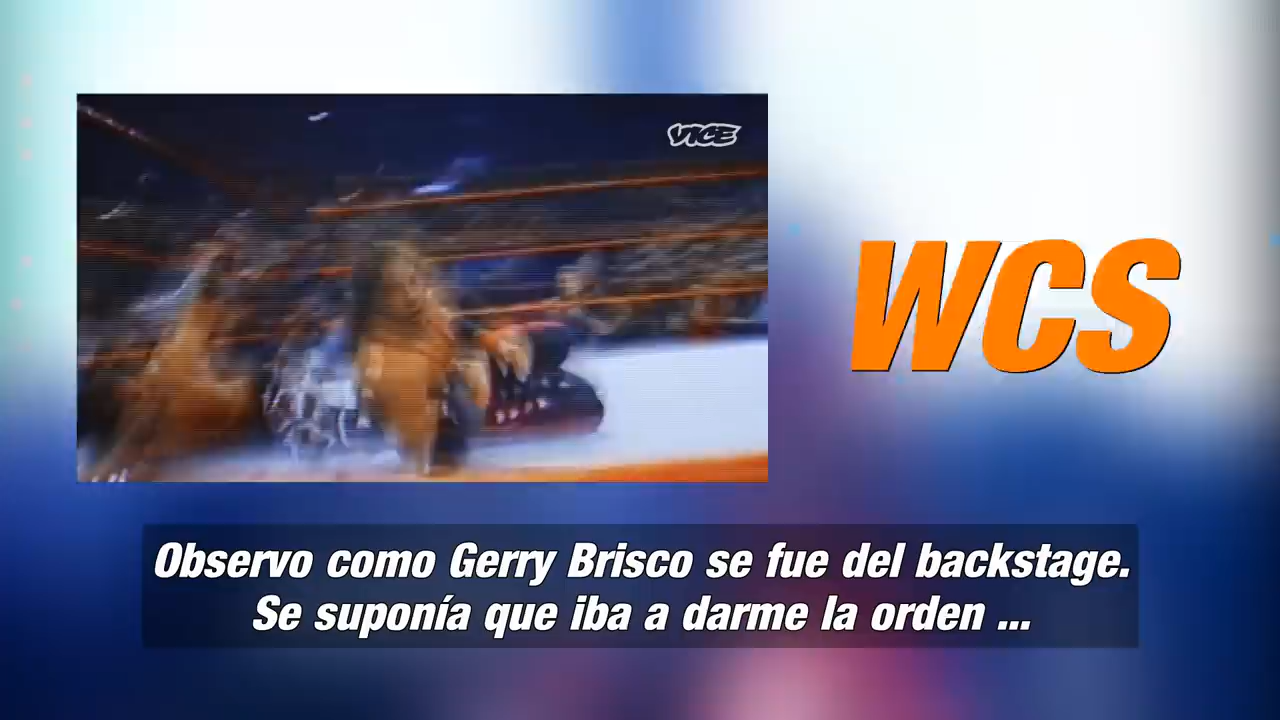 VICE
WCS
Observo como Gerry Brisco se fue del backstage.
Se suponía que iba a darme la orden ...